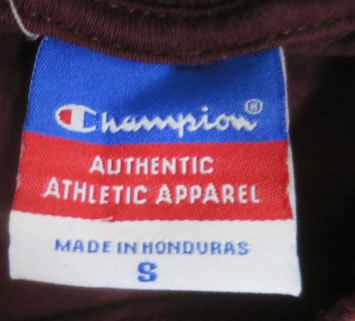 Champion®
AUTHENTIC
ATHLETIC APPAREL
MADE IN HONDURAS
S